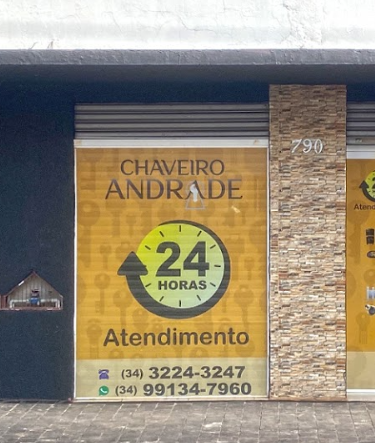 790
CHAVEIRO
ANDRADE
24
HORAS
Atendimento
(34) 3224-3247
(34) 99134-7960